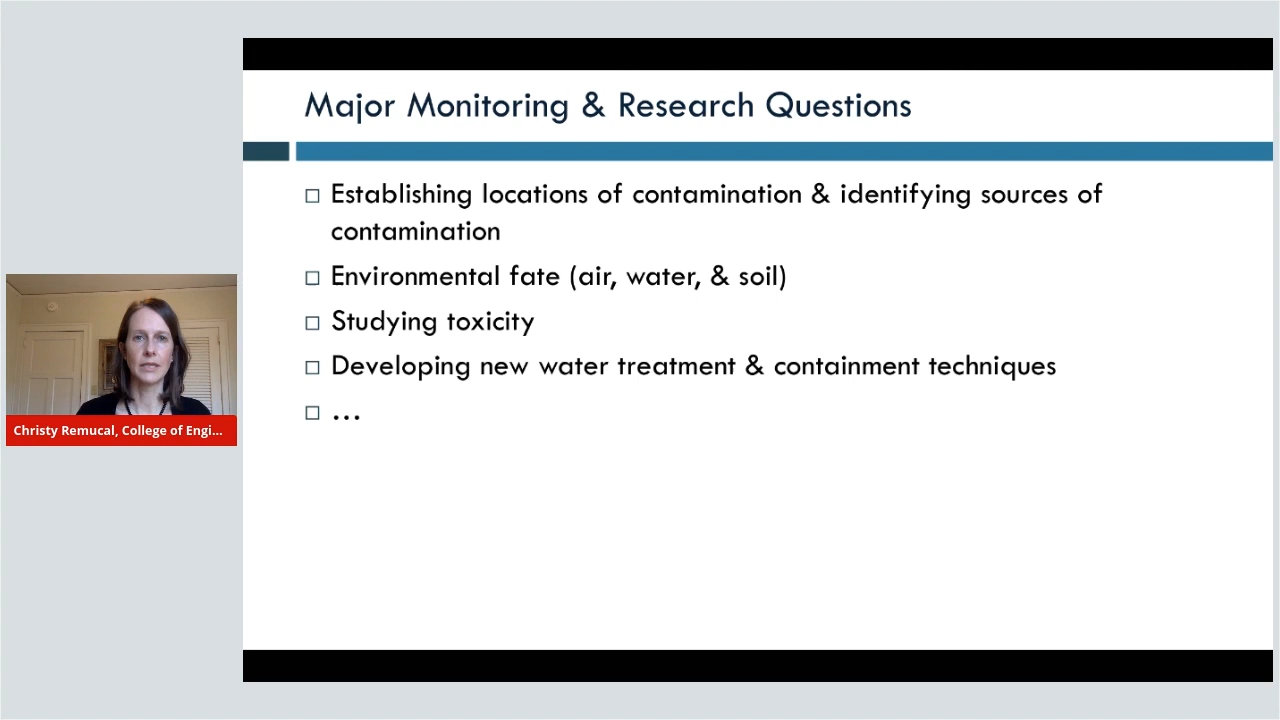 Major Monitoring & Research Questions
Establishing locations of contamination & identifying sources of
contamination
Environmental fate (air, water, & soil)
Studying toxicity
Developing new water treatment & containment techniques
...
Christy Remucal, College of Engi...